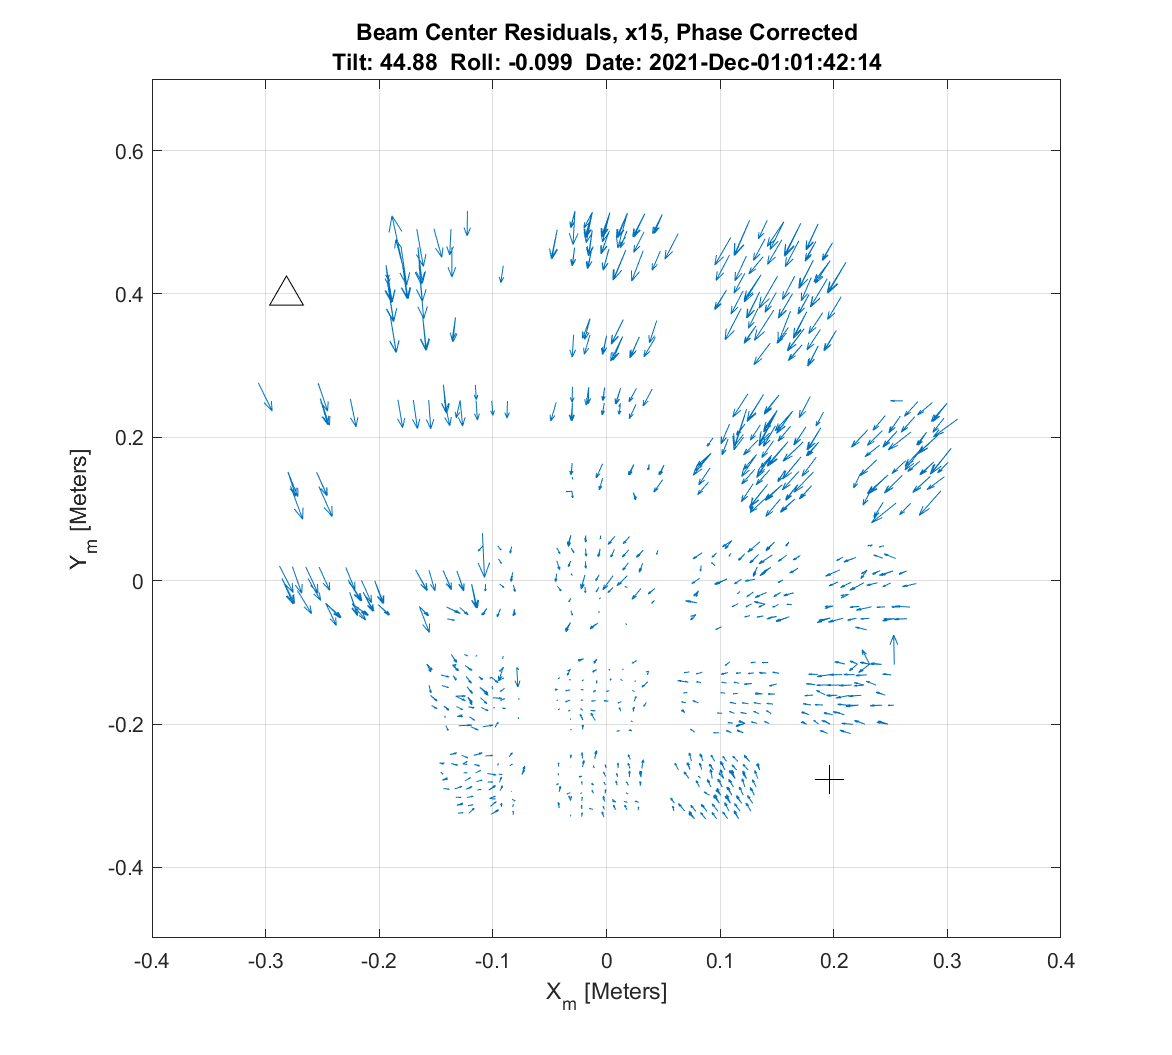 Beam Center Residuals, x15, Phase Corrected
Tilt: 44.88 Roll: -0.099 Date: 2021-Dec-01:01:42:14
0.6
0.4
0.2
0
-0.2
-0.4
Y_m [Meters]
-0.4 -0.3 -0.2 -0.1 0 0.1 0.2 0.3 0.4
X_m [Meters]